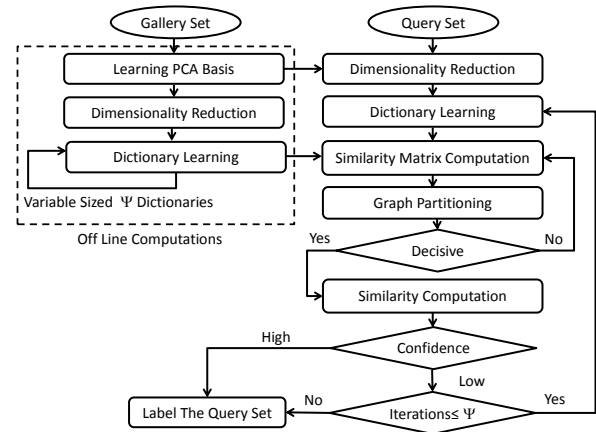 Gallery Set
Query Set
Learning PCA Basis
Dimensionality Reduction
Dimensionality Reduction
Dictionary Learning
Dictionary Learning
Similarity Matrix Computation
Variable Sized Ψ Dictionaries
Graph Partitioning
Off Line Computations
Yes
No
Decisive
Similarity Computation
High
Confidence
Low
No
Yes
Label The Query Set
Iterations≤ Ψ